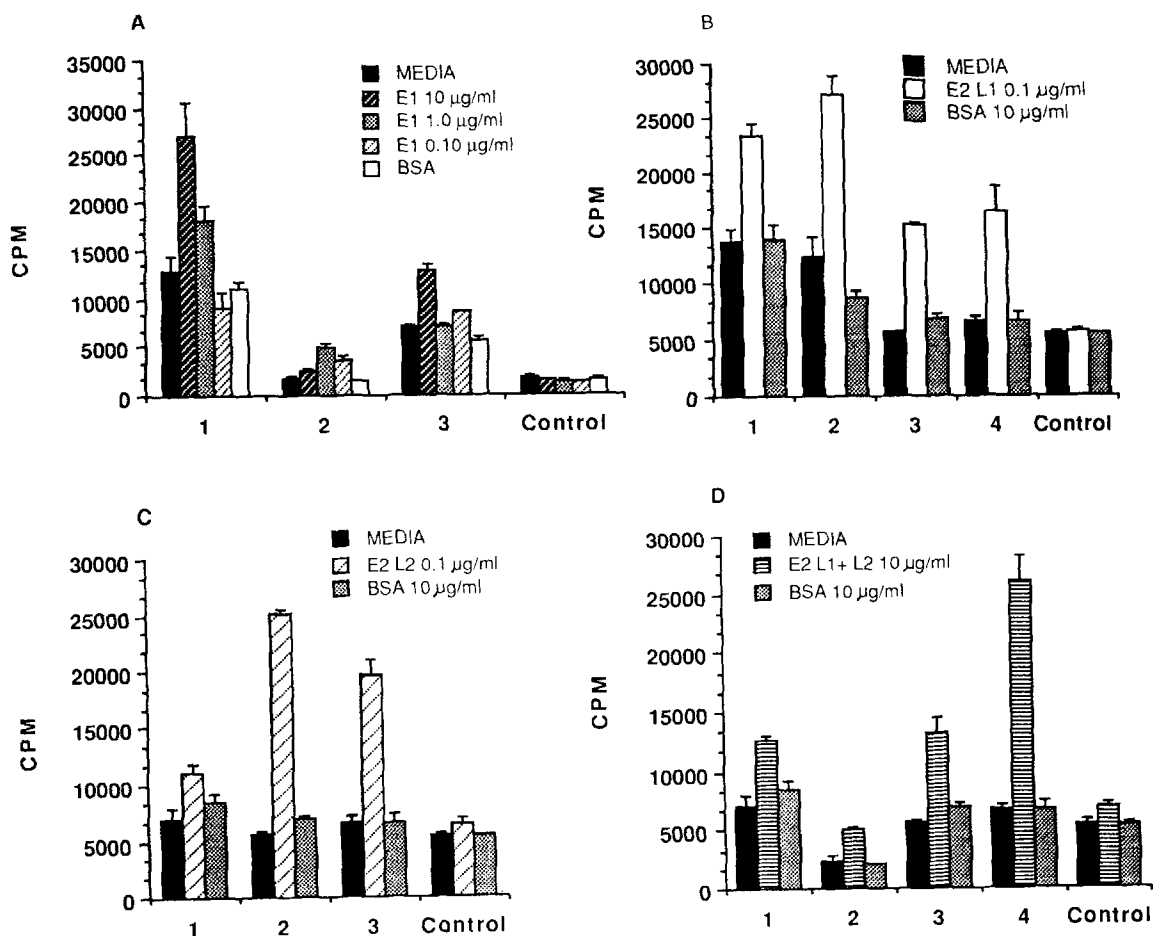 A
35000
30000
25000
20000
15000
10000
5000
0
CPM
MEDIA
E1 10 µg/ml
E1 1.0 µg/ml
E1 0.10 µg/ml
BSA
1 2 3 Control
B
30000
25000
20000
15000
10000
5000
0
CPM
MEDIA
E2 L1 0.1 µg/ml
BSA 10 µg/ml
1 2 3 4 Control
C
30000
25000
20000
15000
10000
5000
0
CPM
MEDIA
E2 L2 0.1 µg/ml
BSA 10 µg/ml
1 2 3 Control
D
30000
25000
20000
15000
10000
5000
0
CPM
MEDIA
E2 L1+ L2 10 µg/ml
BSA 10 µg/ml
1 2 3 4 Control